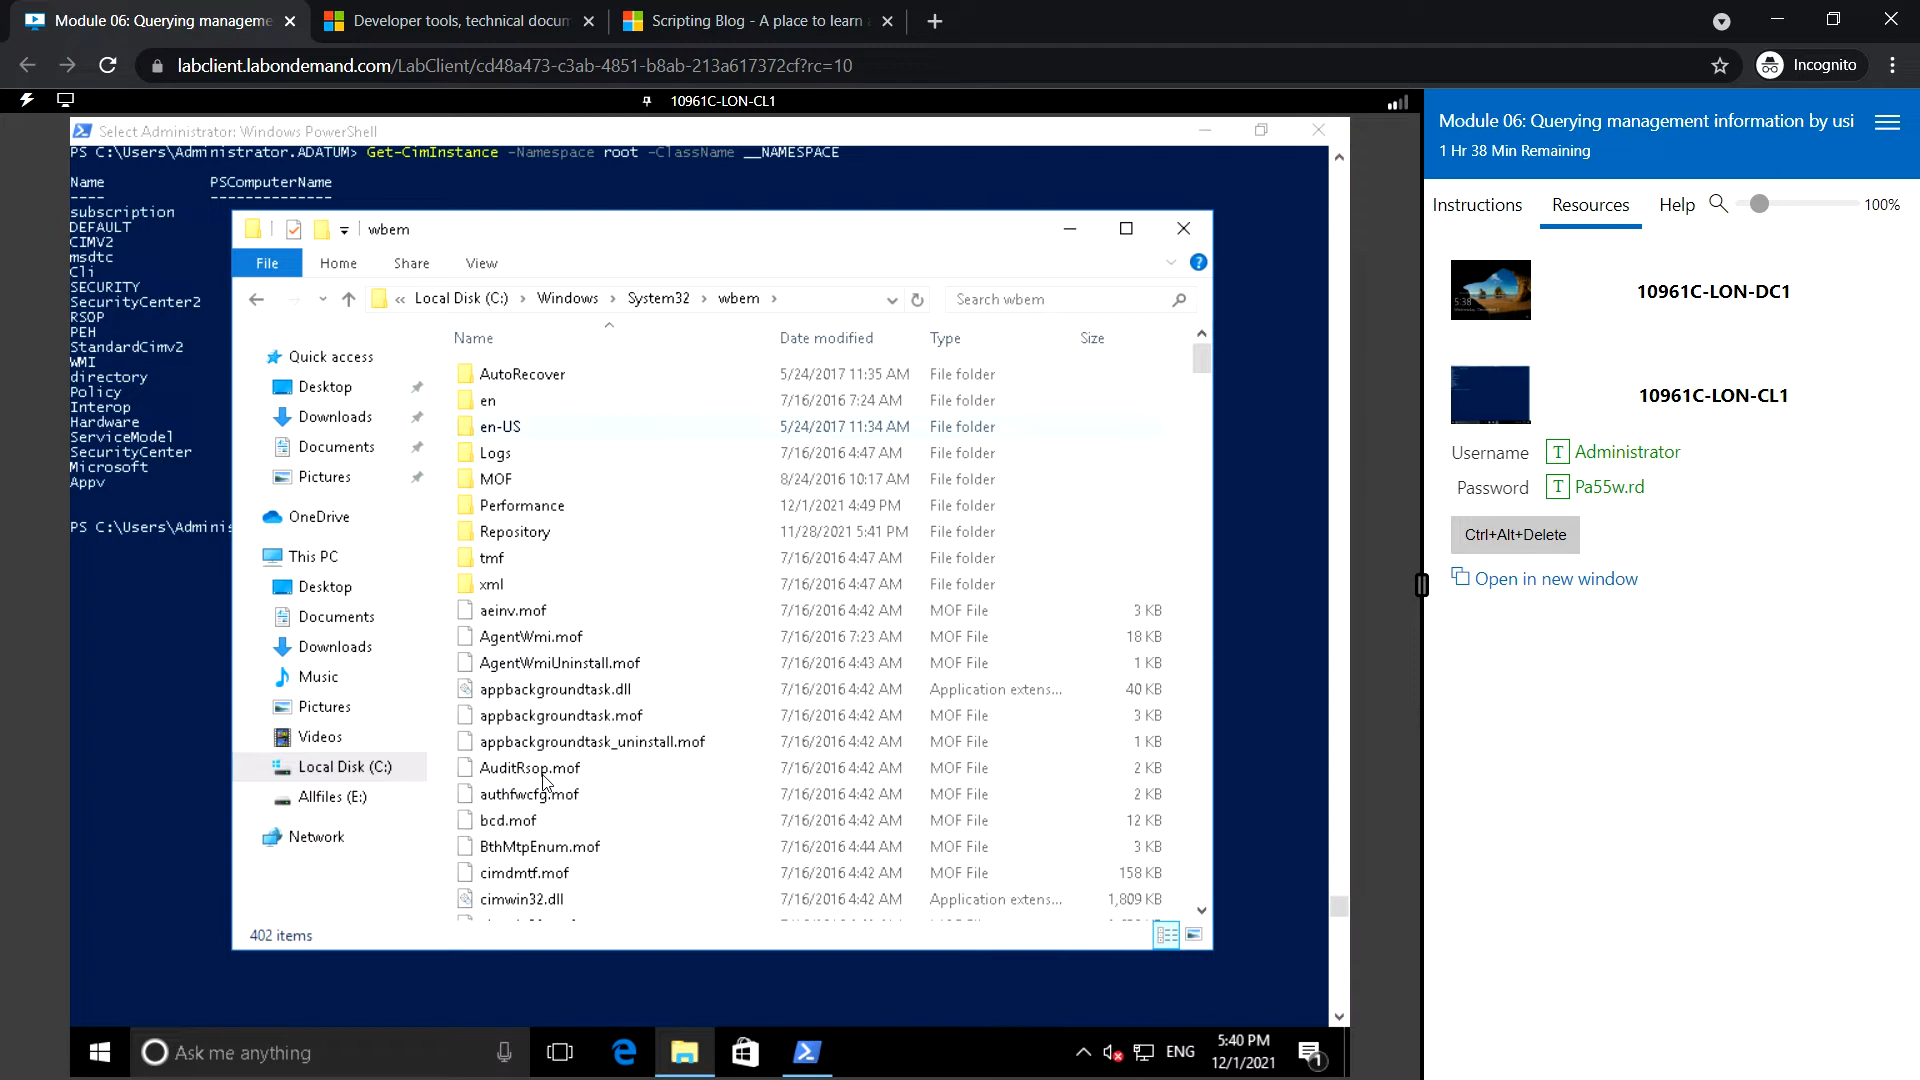 Module 06: Querying manageme
Developer tools, technical docum
Scripting Blog - A place to learn
labclient.labondemand.com/LabClient/cd48a473-c3ab-4851-b8ab-213a617372cf?rc=10
Incognito
10961C-LON-CL1
Select Administrator: Windows PowerShell
PS C:\Users\Administrator.ADATUM> Get-CimInstance -Namespace root -ClassName __NAMESPACE
Name PSComputerName
---- --------------
subscription
DEFAULT
CIMV2
msdtc
Cli
SECURITY
SecurityCenter2
RSOP
PEH
StandardCimv2
WMI
directory
Policy
Interop
Hardware
ServiceModel
SecurityCenter
Microsoft
Appv
PS C:\Users\Adminis
wbem
File Home Share View
« Local Disk (C:) › Windows › System32 › wbem ›
Search wbem
Quick access
Desktop
Downloads
Documents
Pictures
OneDrive
This PC
Desktop
Documents
Downloads
Music
Pictures
Videos
Local Disk (C:)
Allfiles (E:)
Network
Name Date modified Type Size
AutoRecover 5/24/2017 11:35 AM File folder
en 7/16/2016 7:24 AM File folder
en-US 5/24/2017 11:34 AM File folder
Logs 7/16/2016 4:47 AM File folder
MOF 8/24/2016 10:17 AM File folder
Performance 12/1/2021 4:49 PM File folder
Repository 11/28/2021 5:41 PM File folder
tmf 7/16/2016 4:47 AM File folder
xml 7/16/2016 4:47 AM File folder
aeinv.mof 7/16/2016 4:42 AM MOF File 3 KB
AgentWmi.mof 7/16/2016 7:23 AM MOF File 18 KB
AgentWmiUninstall.mof 7/16/2016 4:43 AM MOF File 1 KB
appbackgroundtask.dll 7/16/2016 4:42 AM Application extens... 40 KB
appbackgroundtask.mof 7/16/2016 4:42 AM MOF File 3 KB
appbackgroundtask_uninstall.mof 7/16/2016 4:42 AM MOF File 1 KB
AuditRsop.mof 7/16/2016 4:42 AM MOF File 2 KB
authfwcfg.mof 7/16/2016 4:42 AM MOF File 2 KB
bcd.mof 7/16/2016 4:42 AM MOF File 12 KB
BthMtpEnum.mof 7/16/2016 4:44 AM MOF File 3 KB
cimdmtf.mof 7/16/2016 4:42 AM MOF File 158 KB
cimwin32.dll 7/16/2016 4:42 AM Application extens... 1,809 KB
402 items
Ask me anything
ENG
5:40 PM
12/1/2021
1
Module 06: Querying management information by usi
1 Hr 38 Min Remaining
Instructions Resources Help 100%
5:38
10961C-LON-DC1
10961C-LON-CL1
Username T Administrator
Password T Pa55w.rd
Ctrl+Alt+Delete
Open in new window